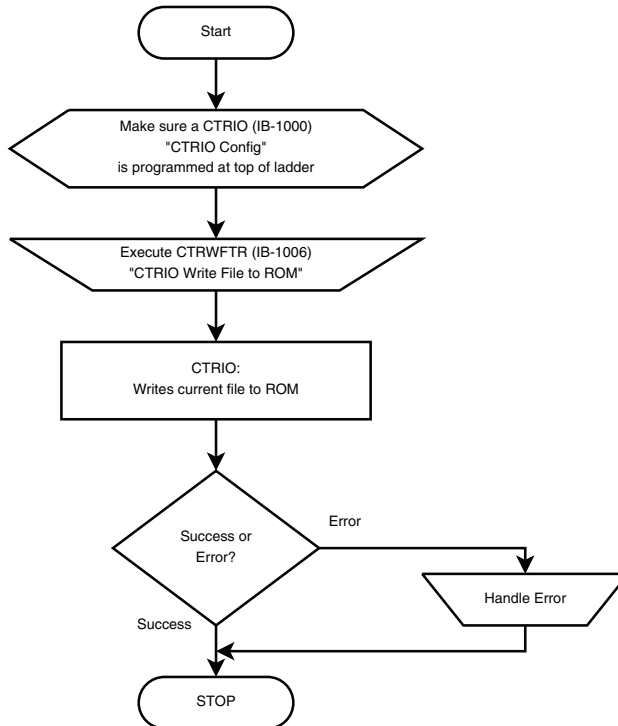 Start
Make sure a CTRIO (IB-1000)
"CTRIO Config"
is programmed at top of ladder
Execute CTRWFTR (IB-1006)
"CTRIO Write File to ROM"
CTRIO:
Writes current file to ROM
Success or
Error?
Error
Handle Error
Success
STOP